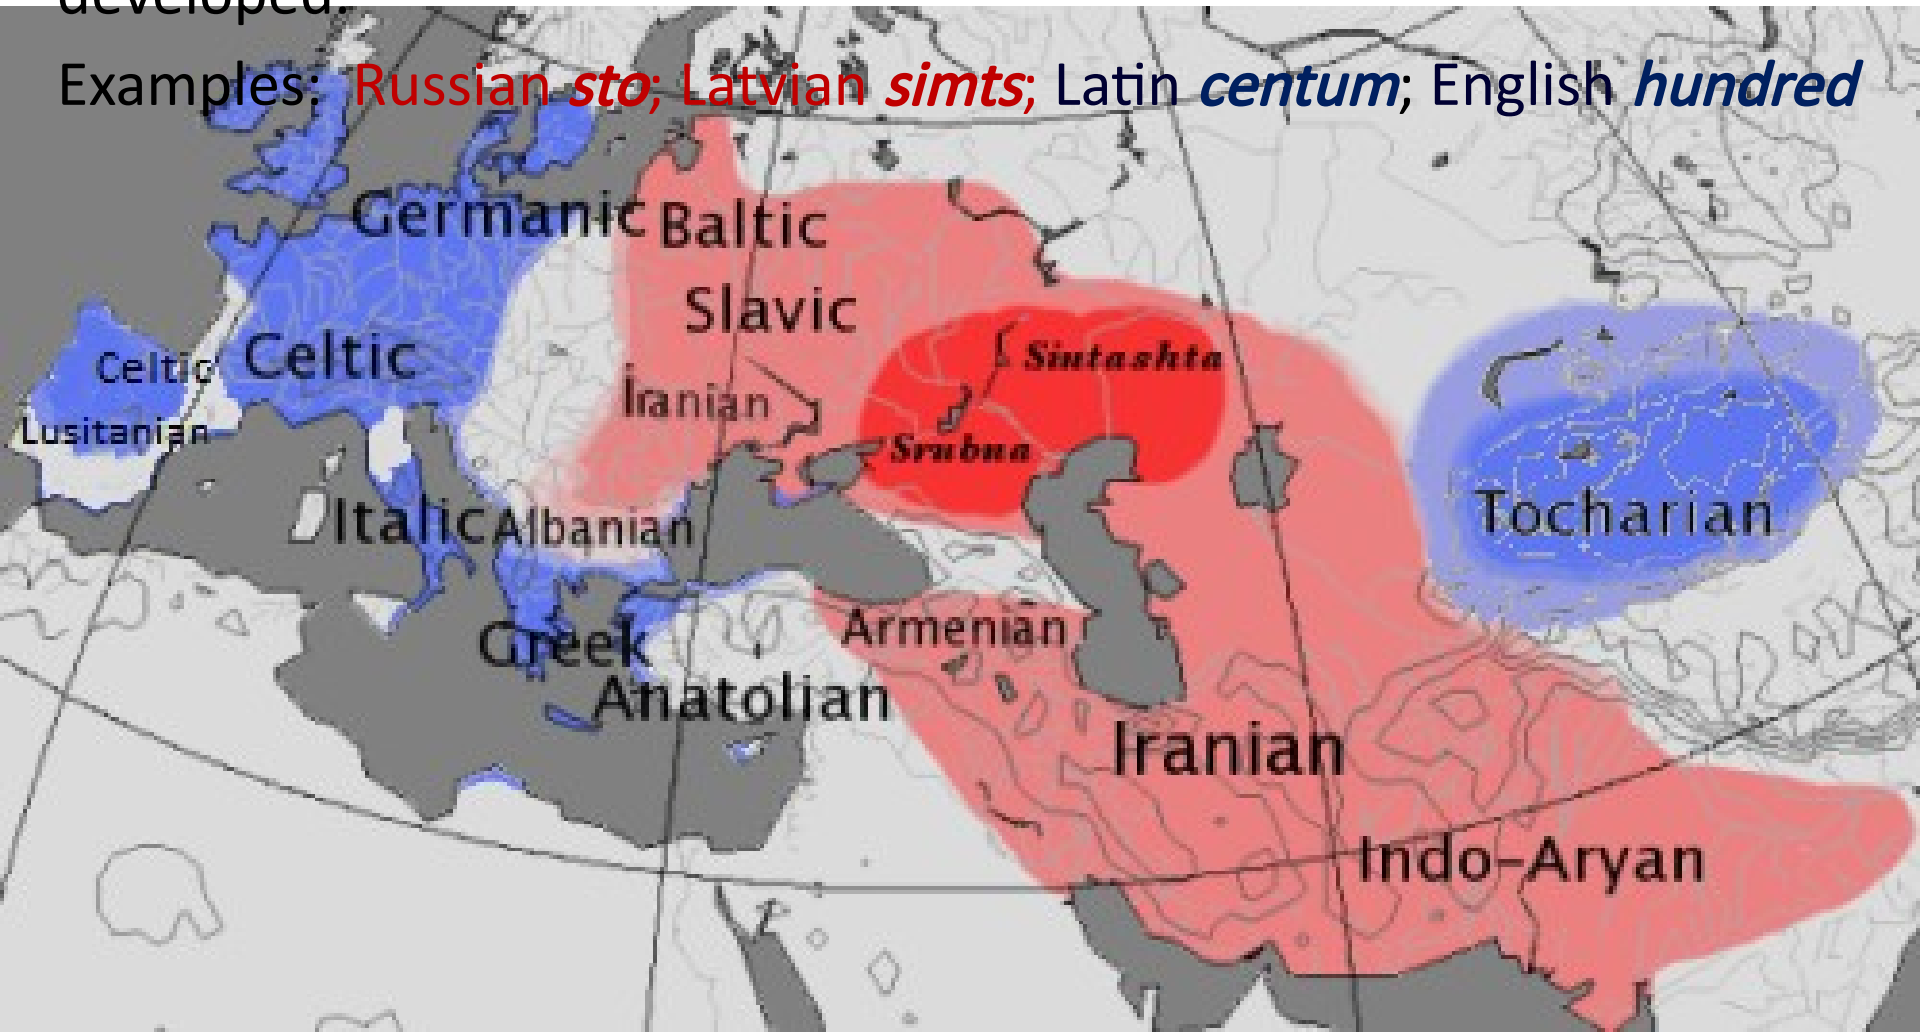 developed.
Examples: Russian sto; Latvian simts; Latin centum; English hundred
Germanic
Baltic
Slavic
Celtic
Celtic
Sintashta
Iranian
Lusitanian
Srubna
Tocharian
Italic
Albanian
Greek
Armenian
Anatolian
Iranian
Indo-Aryan